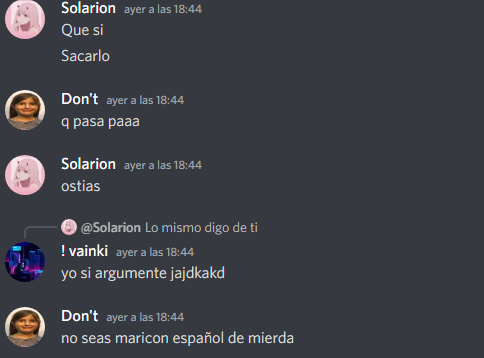 Solarion ayer a las 18:44
Que si
Sacarlo
Don't ayer a las 18:44
q pasa paaa
Solarion ayer a las 18:44
ostias
@Solarion Lo mismo digo de ti
! vainki ayer a las 18:44
yo si argumente jajdkakd
Don't ayer a las 18:44
no seas maricon español de mierda